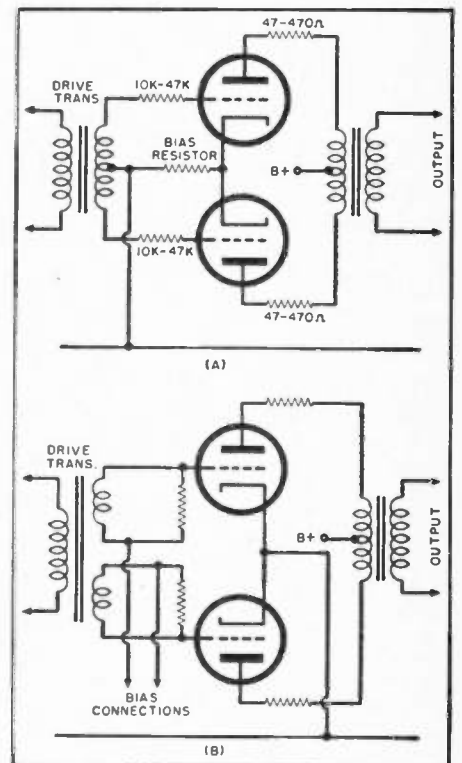 47-470Ω
DRIVE
TRANS
10K-47K
BIAS
RESISTOR
B+
OUTPUT
10K-47K
47-470Ω
(A)
DRIVE
TRANS.
B+
OUTPUT
BIAS
CONNECTIONS
(B)